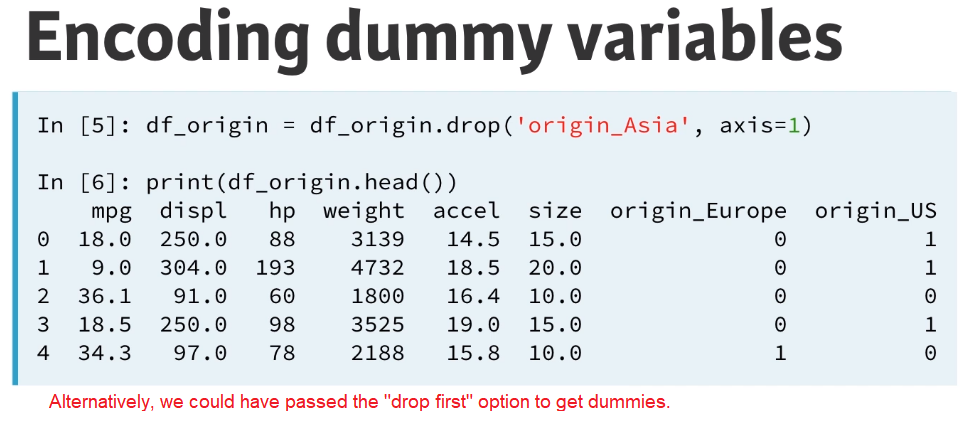 Encoding dummy variables
In [5]: df_origin = df_origin.drop('origin_Asia', axis=1)
In [6]: print(df_origin.head())
mpg displ hp weight accel size origin_Europe origin_US
0 18.0 250.0 88 3139 14.5 15.0 0 1
1 9.0 304.0 193 4732 18.5 20.0 0 1
2 36.1 91.0 60 1800 16.4 10.0 0 0
3 18.5 250.0 98 3525 19.0 15.0 0 1
4 34.3 97.0 78 2188 15.8 10.0 1 0
Alternatively, we could have passed the "drop first" option to get dummies.